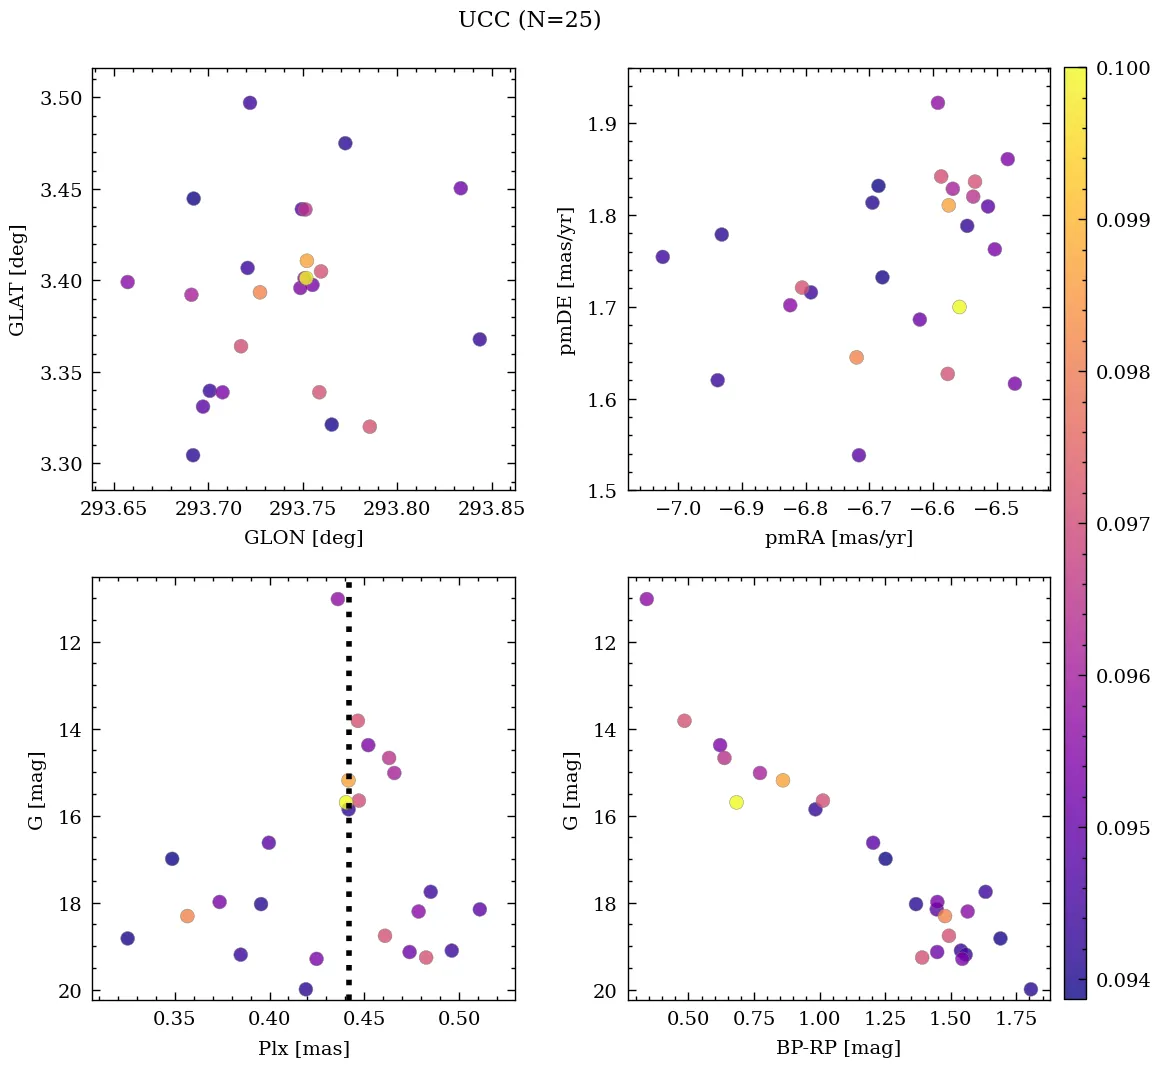 UCC (N=25)
3.50
3.45
3.40
3.35
3.30
GLAT [deg]
293.65 293.70 293.75 293.80 293.85
GLON [deg]
1.9
1.8
1.7
1.6
1.5
pmDE [mas/yr]
−7.0 −6.9 −6.8 −6.7 −6.6 −6.5
pmRA [mas/yr]
12
14
16
18
20
G [mag]
0.35 0.40 0.45 0.50
Plx [mas]
12
14
16
18
20
G [mag]
0.50 0.75 1.00 1.25 1.50 1.75
BP-RP [mag]
0.100
0.099
0.098
0.097
0.096
0.095
0.094